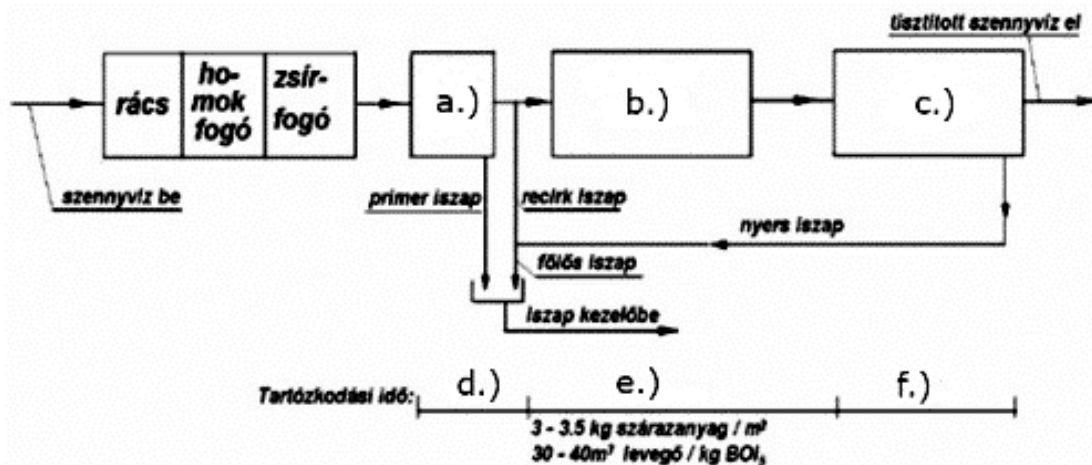 tisztított szennyvíz el
rács
ho-
mok
fogó
zsír-
fogó
a.)
b.)
c.)
szennyvíz be
primer iszap
recirk iszap
nyers iszap
fölös iszap
iszap kezelőbe
Tartózkodási idő:
d.)
e.)
f.)
3 - 3.5 kg szárazanyag / m³
30 - 40m³ levegő / kg BOI₅